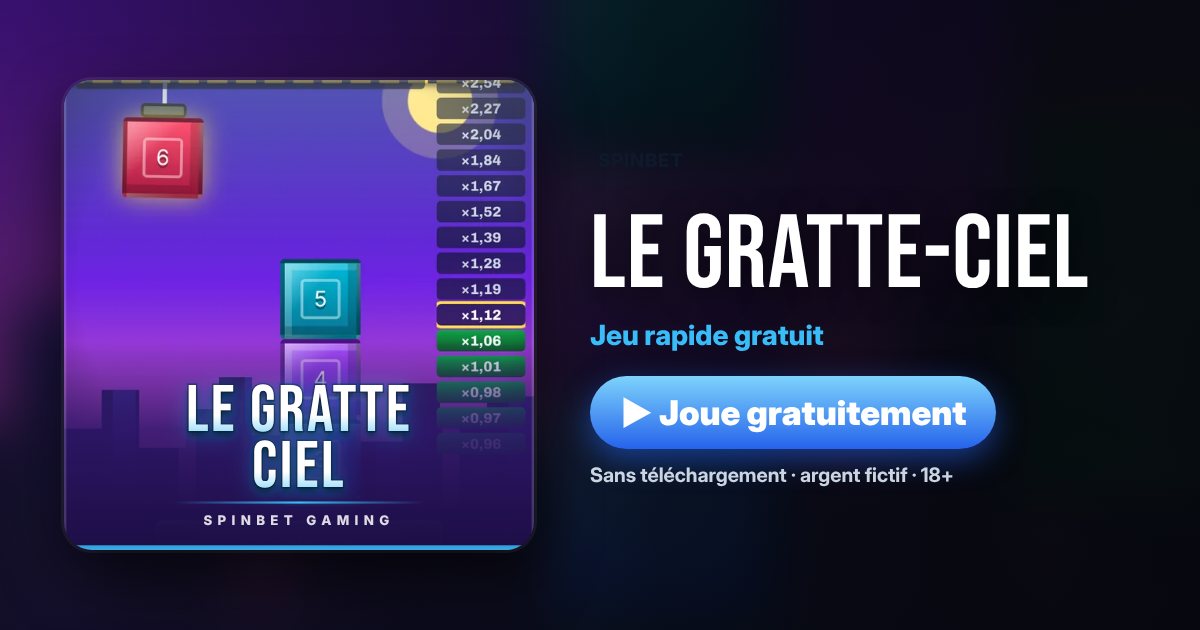 6
×2,54
×2,27
×2,04
×1,84
×1,67
×1,52
×1,39
×1,28
×1,19
×1,12
×1,06
×1,01
×0,98
×0,97
×0,96
5
4
LE GRATTE
CIEL
SPINBET GAMING
SPINBET
LE GRATTE-CIEL
Jeu rapide gratuit
▶ Joue gratuitement
Sans téléchargement · argent fictif · 18+